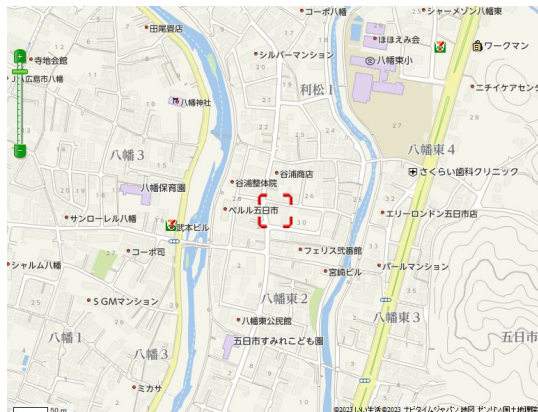 コーポ八幡
シャーメゾン八幡東
田尾畳店
ほほえみ会
ワークマン
寺地会館
シルバーマンション
八幡東小
JA広島市八幡
ニチイケアセン
八幡神社
利松1
八幡3
八幡東4
谷浦商店
さくらい歯科クリニック
谷浦整体院
八幡保育園
ベルル五日市
サンローレル八幡
エリーロンドン五日市店
武本ビル
コーポ司
フェリス弐番館
シャルム八幡
宮崎ビル
パールマンション
SGMマンション
八幡東2
八幡東公民館
八幡東3
八幡1
五日市すみれこども園
五日市
八幡3
ミカサ
50 m